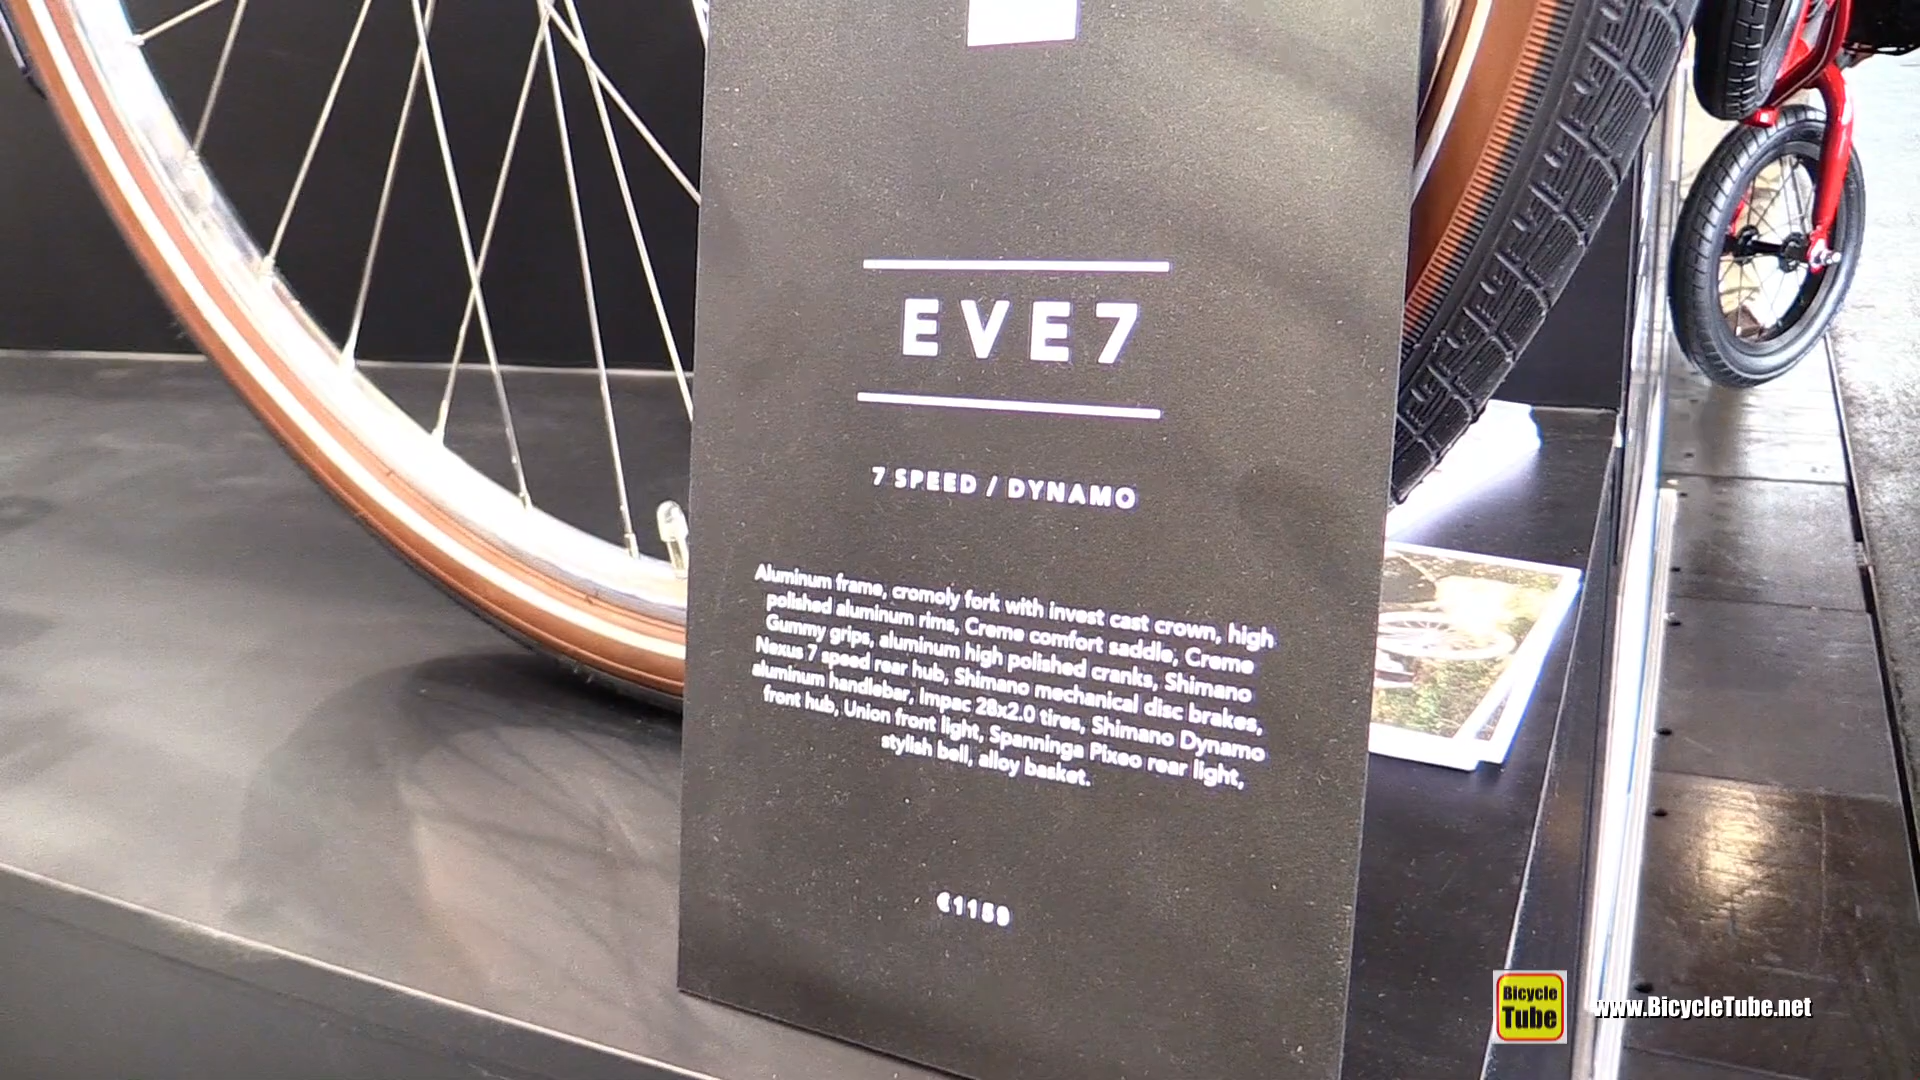 EVE7
7 SPEED / DYNAMO
Aluminum frame, cromoly fork with invest cast crown, high
polished aluminum rims, Creme comfort saddle, Creme
Gummy grips, aluminum high polished cranks, Shimano
Nexus 7 speed rear hub, Shimano mechanical disc brakes,
aluminum handlebar, Impac 28x2.0 tires, Shimano Dynamo
front hub, Union front light, Spanninga Pixeo rear light,
stylish bell, alloy basket.
€1159
Bicycle
Tube
www.BicycleTube.net